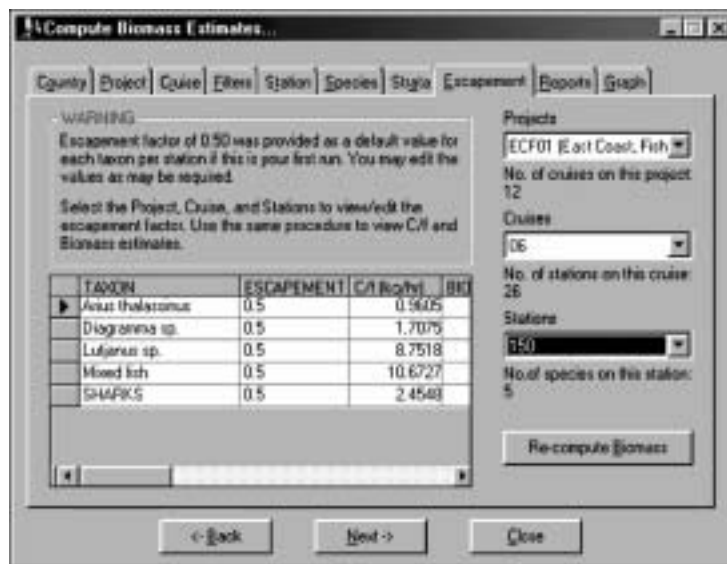 Compute Biomass Estimates...
Country Project Cruise Filters Station Species Strata Escapement Reports Graph
WARNING
Escapement factor of 0.50 was provided as a default value for
each taxon per station if this is your first run. You may edit the
values as may be required.
Select the Project, Cruise, and Stations to view/edit the
escapement factor. Use the same procedure to view C/f and
Biomass estimates.
TAXON ESCAPEMENT C/f (kg/hr) BIO
Arius thalassinus 0.5 0.9605
Diagramma sp. 0.5 1.7075
Lutjanus sp. 0.5 8.7518
Mixed fish 0.5 10.6727
SHARKS 0.5 2.4548
Projects
ECF01 (East Coast, Fish
No. of cruises on this project:
12
Cruises
06
No. of stations on this cruise:
26
Stations
150
No.of species on this station:
5
Re-compute Biomass
<- Back Next -> Close